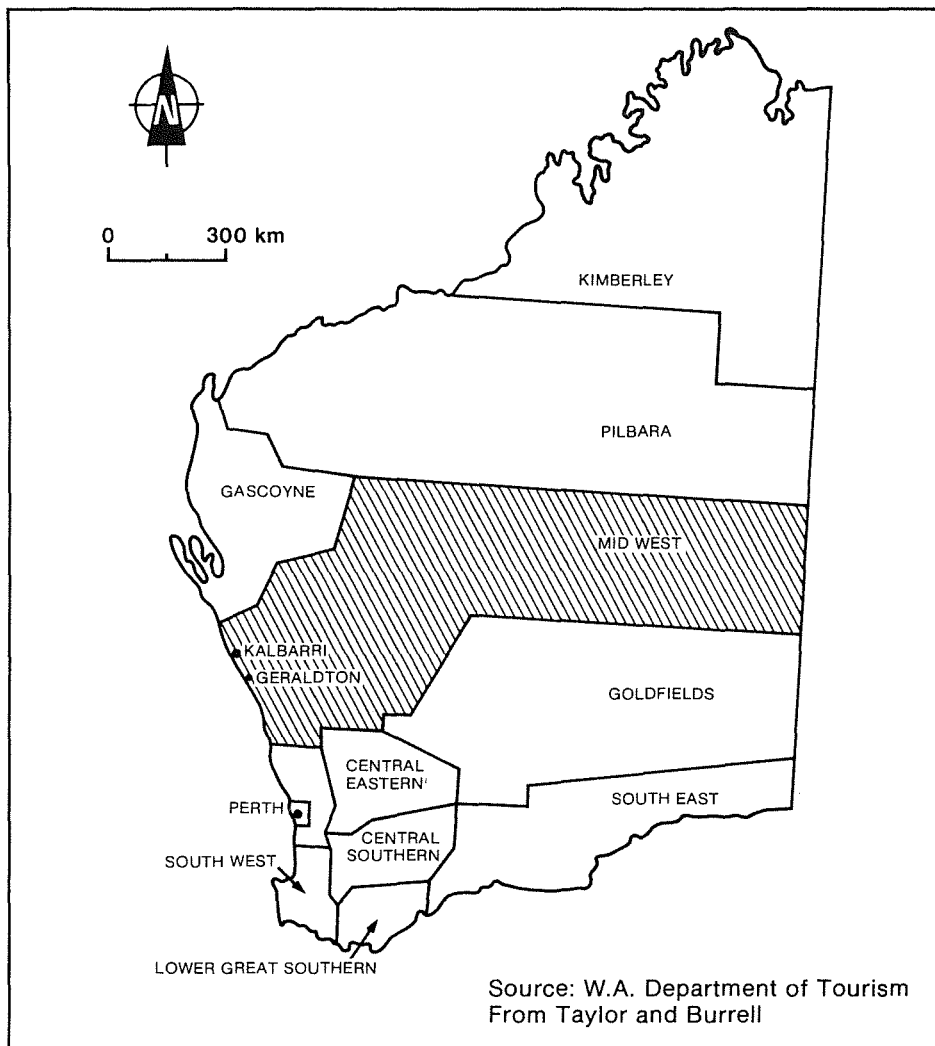 N
0 300 km
KIMBERLEY
PILBARA
GASCOYNE
MID WEST
KALBARRI
GERALDTON
GOLDFIELDS
CENTRAL
EASTERN
SOUTH EAST
PERTH
CENTRAL
SOUTHERN
SOUTH WEST
LOWER GREAT SOUTHERN
Source: W.A. Department of Tourism
From Taylor and Burrell